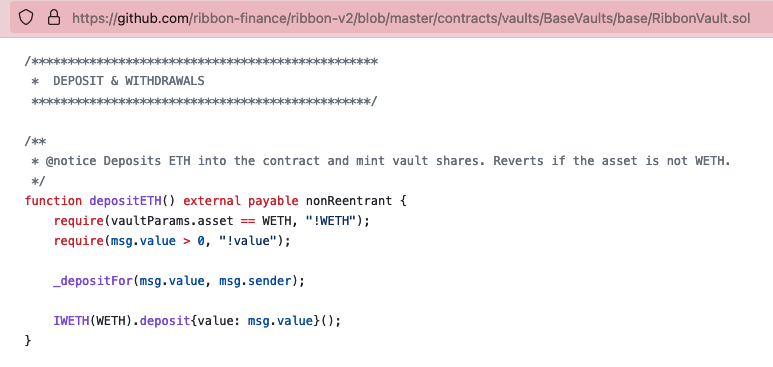 https://github.com/ribbon-finance/ribbon-v2/blob/master/contracts/vaults/BaseVaults/base/RibbonVault.sol
/************************************************
 *  DEPOSIT & WITHDRAWALS
 ***********************************************/
/**
 * @notice Deposits ETH into the contract and mint vault shares. Reverts if the asset is not WETH.
 */
function depositETH() external payable nonReentrant {
    require(vaultParams.asset == WETH, "!WETH");
    require(msg.value > 0, "!value");
    _depositFor(msg.value, msg.sender);
    IWETH(WETH).deposit{value: msg.value}();
}